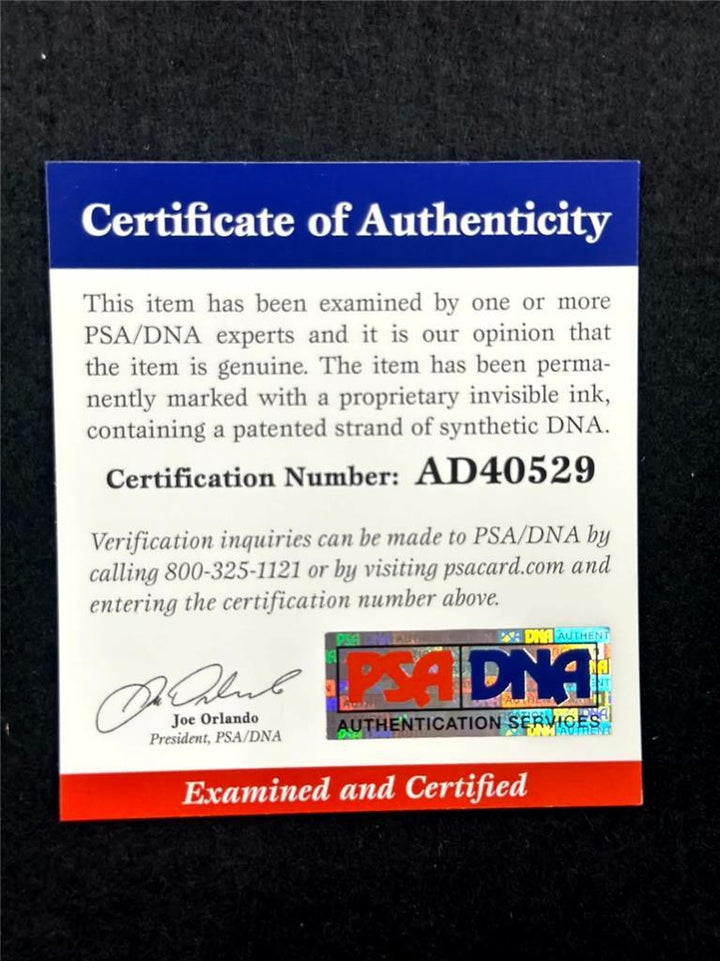 Certificate of Authenticity
This item has been examined by one or more
PSA/DNA experts and it is our opinion that
the item is genuine. The item has been perma-
nently marked with a proprietary invisible ink,
containing a patented strand of synthetic DNA.
Certification Number: AD40529
Verification inquiries can be made to PSA/DNA by
calling 800-325-1121 or by visiting psacard.com and
entering the certification number above.
Joe Orlando
President, PSA/DNA
PSA DNA
AUTHENTICATION SERVICES
Examined and Certified